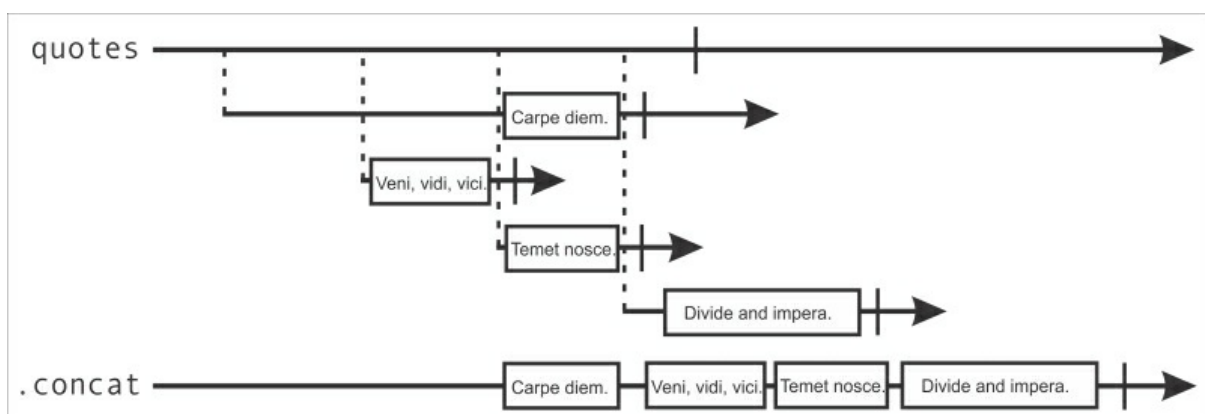 quotes
Carpe diem.
Veni, vidi, vici.
Temet nosce.
Divide and impera.
.concat Carpe diem. Veni, vidi, vici. Temet nosce. Divide and impera.